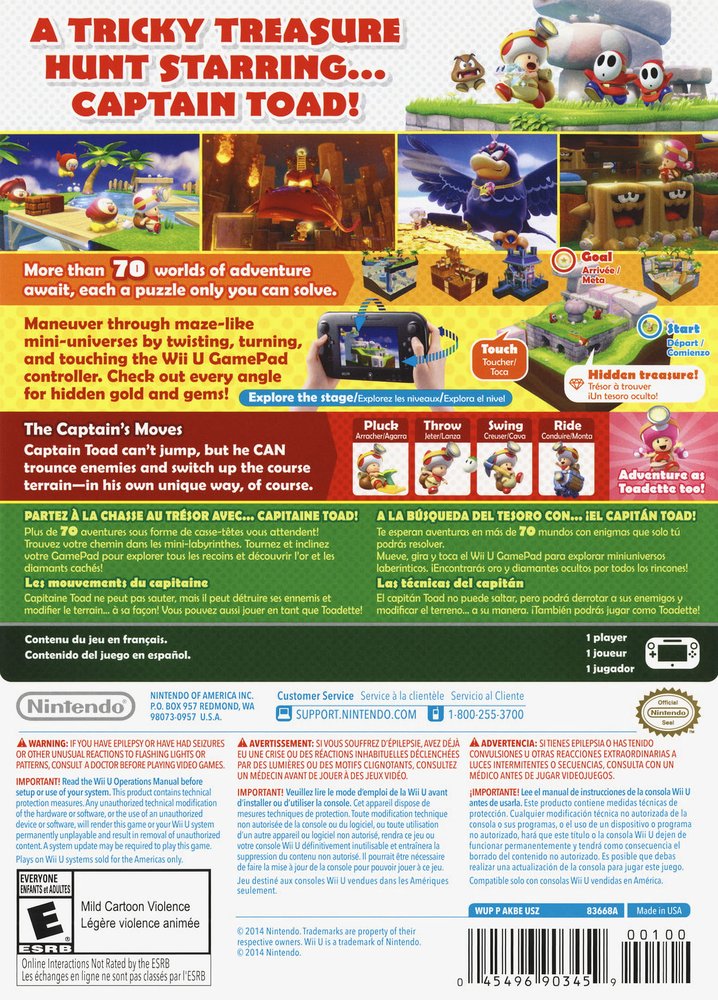 A TRICKY TREASURE
HUNT STARRING...
CAPTAIN TOAD!
More than 70 worlds of adventure
await, each a puzzle only you can solve.
Goal
Arrivée /
Meta
Maneuver through maze-like
mini-universes by twisting, turning,
and touching the Wii U GamePad
controller. Check out every angle
for hidden gold and gems!
Explore the stage/Explorez les niveaux/Explora el nivel
Touch
Toucher/
Toca
Start
Départ /
Comienzo
Hidden treasure!
Trésor à trouver
¡Un tesoro oculto!
The Captain's Moves
Captain Toad can't jump, but he CAN
trounce enemies and switch up the course
terrain—in his own unique way, of course.
Pluck
Arracher/Agarra
Throw
Jeter/Lanza
Swing
Creuser/Cava
Ride
Conduire/Monta
Adventure as
Toadette too!
PARTEZ À LA CHASSE AU TRÉSOR AVEC... CAPITAINE TOAD!
Plus de 70 aventures sous forme de casse-têtes vous attendent!
Trouvez votre chemin dans les mini-labyrinthes. Tournez et inclinez
votre GamePad pour explorer tous les recoins et découvrir l'or et les
diamants cachés!
Les mouvements du capitaine
Capitaine Toad ne peut pas sauter, mais il peut détruire ses ennemis et
modifier le terrain... à sa façon! Vous pouvez aussi jouer en tant que Toadette!
A LA BÚSQUEDA DEL TESORO CON... ¡EL CAPITÁN TOAD!
Te esperan aventuras en más de 70 mundos con enigmas que solo tú
podrás resolver.
Mueve, gira y toca el Wii U GamePad para explorar miniuniversos
laberínticos. ¡Encontrarás oro y diamantes ocultos por todos los rincones!
Las técnicas del capitán
El capitán Toad no puede saltar, pero podrá derrotar a sus enemigos y
modificar el terreno... a su manera. ¡También podrás jugar como Toadette!
Contenu du jeu en français.
Contenido del juego en español.
1 player
1 joueur
1 jugador
Nintendo
NINTENDO OF AMERICA INC.
P.O. BOX 957 REDMOND, WA
98073-0957 U.S.A.
Customer Service Service à la clientèle Servicio al Cliente
SUPPORT.NINTENDO.COM 1-800-255-3700
Official
Nintendo
Seal
WARNING: IF YOU HAVE EPILEPSY OR HAVE HAD SEIZURES
OR OTHER UNUSUAL REACTIONS TO FLASHING LIGHTS OR
PATTERNS, CONSULT A DOCTOR BEFORE PLAYING VIDEO GAMES.
IMPORTANT! Read the Wii U Operations Manual before
setup or use of your system. This product contains technical
protection measures. Any unauthorized technical modification
of the hardware or software, or the use of an unauthorized
device or software, will render this game or your Wii U system
permanently unplayable and result in removal of unauthorized
content. A system update may be required to play this game.
Plays on Wii U systems sold for the Americas only.
AVERTISSEMENT: SI VOUS SOUFFREZ D'ÉPILEPSIE, AVEZ DÉJÀ
EU UNE CRISE OU DES RÉACTIONS INHABITUELLES DÉCLENCHÉES
PAR DES LUMIÈRES OU DES MOTIFS CLIGNOTANTS, CONSULTEZ
UN MÉDECIN AVANT DE JOUER À DES JEUX VIDÉO.
IMPORTANT! Veuillez lire le mode d'emploi de la Wii U avant
d'installer ou d'utiliser la console. Cet appareil dispose de
mesures techniques de protection. Toute modification technique
non autorisée de la console ou du logiciel, ou toute utilisation
d'un autre appareil ou logiciel non autorisé, rendra ce jeu ou
votre console Wii U définitivement inutilisable et entraînera la
suppression du contenu non autorisé. Il pourrait être nécessaire
de faire la mise à jour de la console pour pouvoir jouer à ce jeu.
Jeu destiné aux consoles Wii U vendues dans les Amériques
seulement.
ADVERTENCIA: SI TIENES EPILEPSIA O HAS TENIDO
CONVULSIONES U OTRAS REACCIONES EXTRAORDINARIAS A
LUCES INTERMITENTES O SECUENCIAS, CONSULTA CON UN
MÉDICO ANTES DE JUGAR VIDEOJUEGOS.
¡IMPORTANTE! Lee el manual de instrucciones de la consola Wii U
antes de usarla. Este producto contiene medidas técnicas de
protección. Cualquier modificación técnica no autorizada de la
consola o sus programas, o el uso de un dispositivo o programa
no autorizado, hará que este título o la consola Wii U dejen de
funcionar permanentemente y tendrá como consecuencia el
borrado del contenido no autorizado. Es posible que debas
realizar una actualización de la consola para jugar este juego.
Compatible solo con consolas Wii U vendidas en América.
EVERYONE
ENFANTS et ADULTES
E
ESRB
Mild Cartoon Violence
Légère violence animée
Online Interactions Not Rated by the ESRB
Les échanges en ligne ne sont pas classés par l'ESRB
© 2014 Nintendo. Trademarks are property of their
respective owners. Wii U is a trademark of Nintendo.
© 2014 Nintendo.
WUP P AKBE USZ 83668A Made in USA
00100
0 45496 90345 9